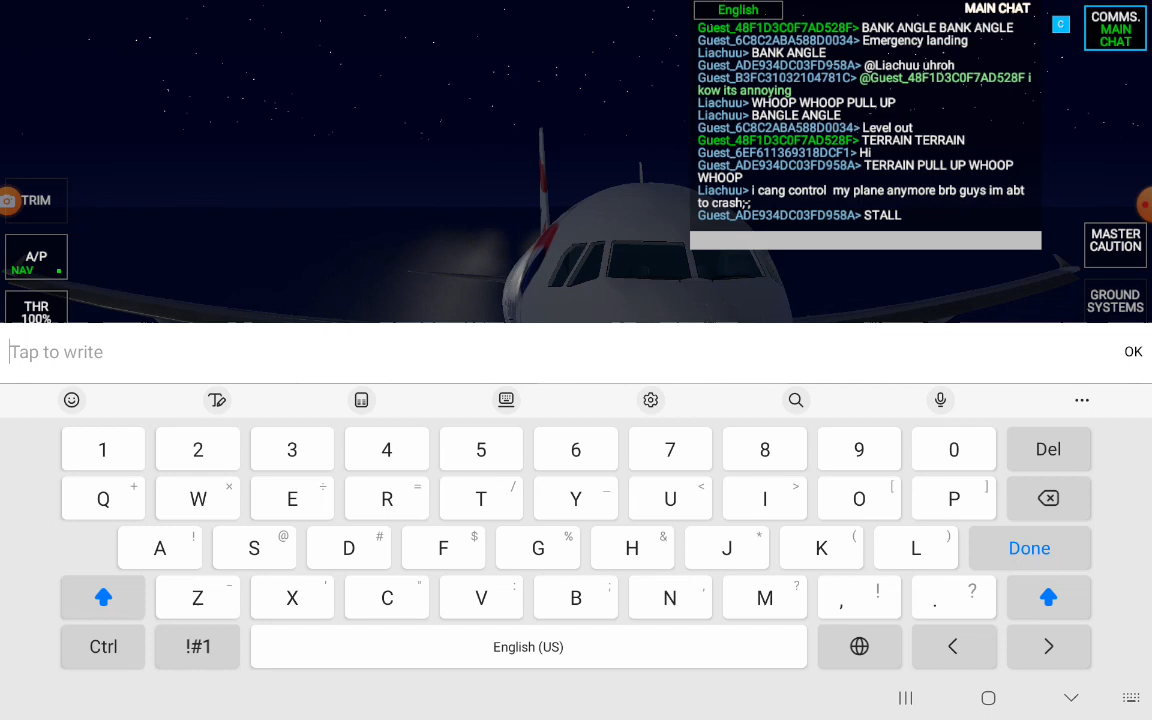 English
MAIN CHAT
Guest_48F1D3C0F7AD528F> BANK ANGLE BANK ANGLE
Guest_6C8C2ABA588D0034> Emergency landing
Liachuu> BANK ANGLE
Guest_ADE934DC03FD958A> @Liachuu uhroh
Guest_B3FC31032104781C> @Guest_48F1D3C0F7AD528F i
kow its annoying
Liachuu> WHOOP WHOOP PULL UP
Liachuu> BANGLE ANGLE
Guest_6C8C2ABA588D0034> Level out
Guest_48F1D3C0F7AD528F> TERRAIN TERRAIN
Guest_6EF611369318DCF1> Hi
Guest_ADE934DC03FD958A> TERRAIN PULL UP WHOOP
WHOOP
Liachuu> i cang control  my plane anymore brb guys im abt
to crash;-;
Guest_ADE934DC03FD958A> STALL
C
COMMS.
MAIN
CHAT
TRIM
A/P
NAV
THR
100%
MASTER
CAUTION
GROUND
SYSTEMS
Tap to write
OK
1 2 3 4 5 6 7 8 9 0 Del
Q + W × E ÷ R = T / Y _ U < I > O [ P ]
A ! S @ D # F $ G % H & J * K ( L ) Done
Z - X ' C " V : B ; N , M ? , ! . ?
Ctrl !#1 English (US) < >